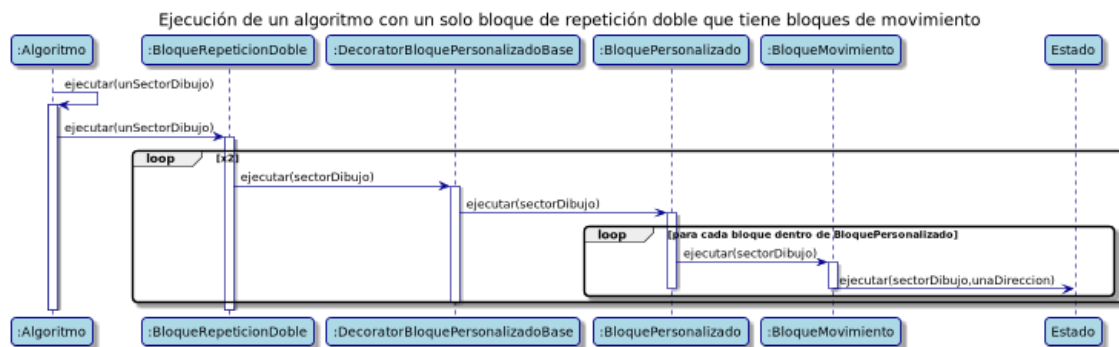 Ejecución de un algoritmo con un solo bloque de repetición doble que tiene bloques de movimiento
:Algoritmo :BloqueRepeticionDoble :DecoratorBloquePersonalizadoBase :BloquePersonalizado :BloqueMovimiento Estado
ejecutar(unSectorDibujo)
ejecutar(unSectorDibujo)
loop [x2]
ejecutar(sectorDibujo)
ejecutar(sectorDibujo)
loop [para cada bloque dentro de BloquePersonalizado]
ejecutar(sectorDibujo)
ejecutar(sectorDibujo,unaDireccion)
:Algoritmo :BloqueRepeticionDoble :DecoratorBloquePersonalizadoBase :BloquePersonalizado :BloqueMovimiento Estado